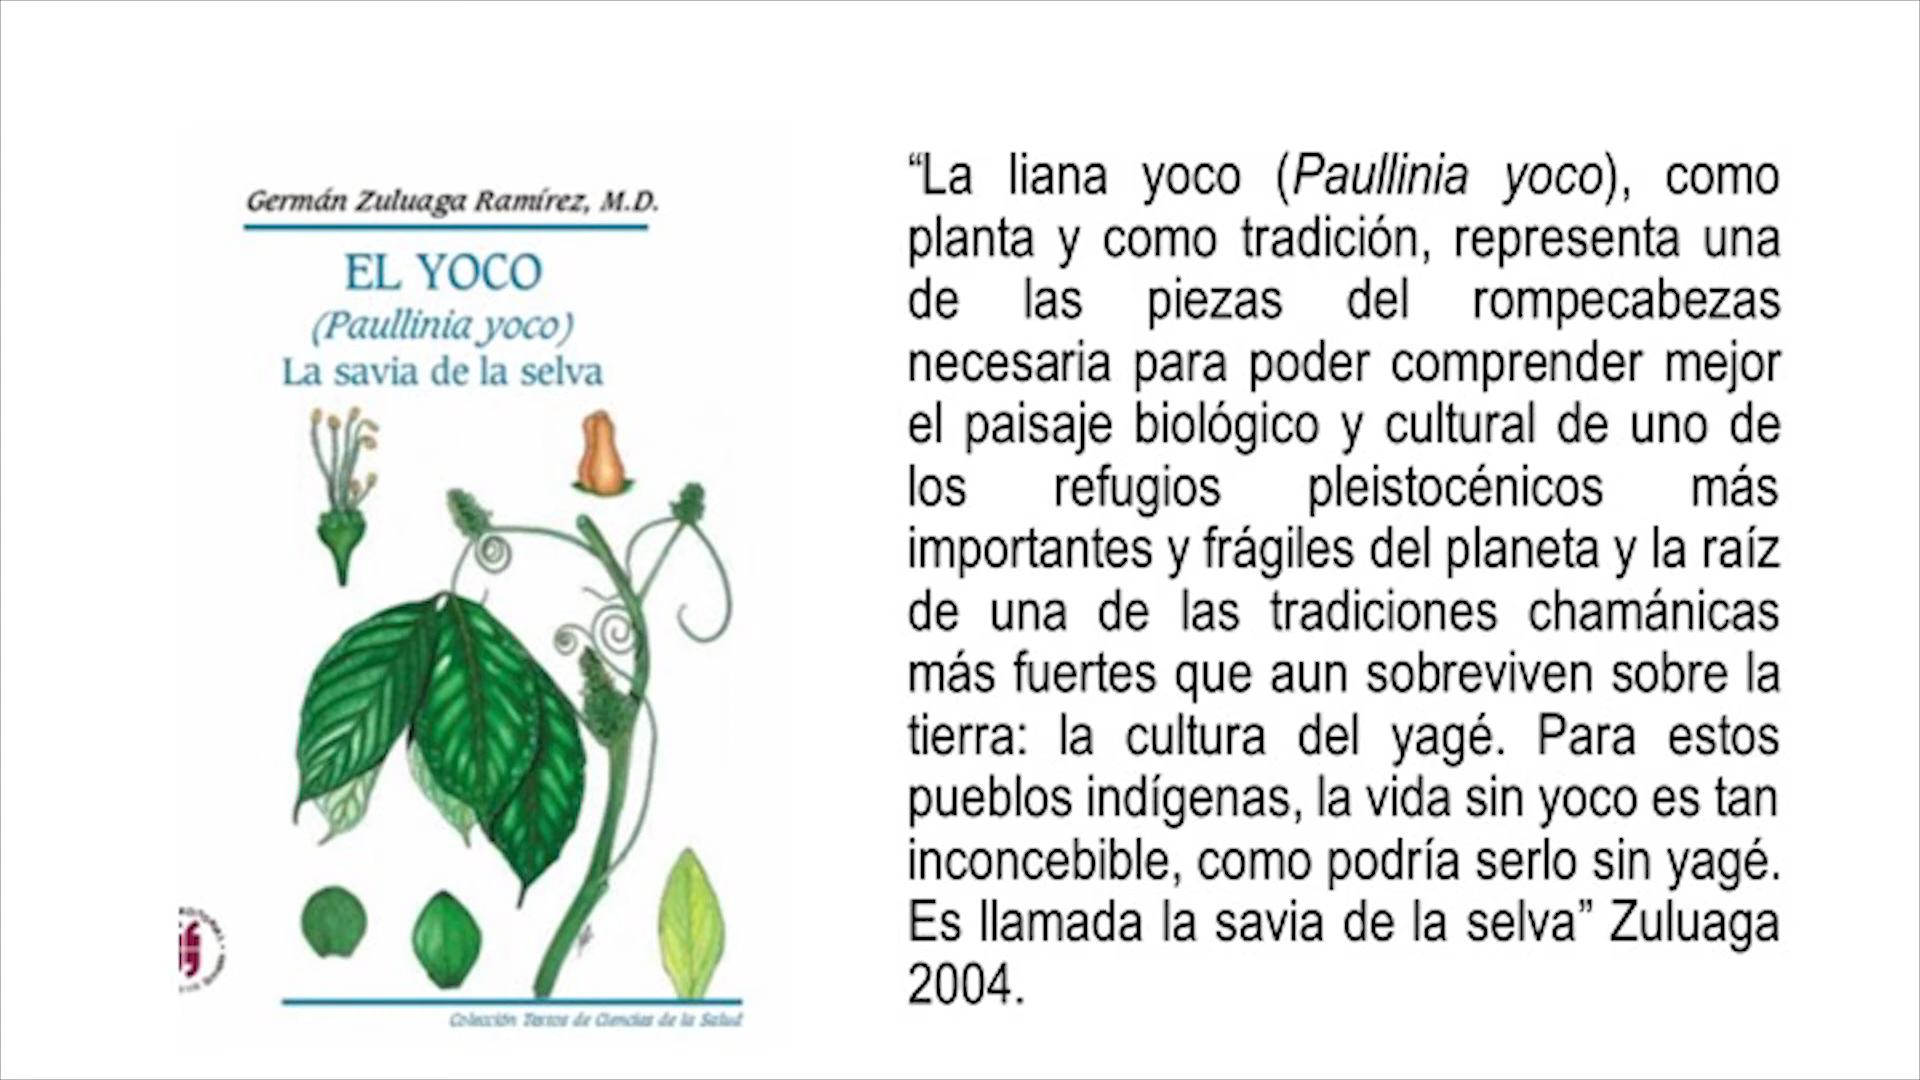 Germán Zuluaga Ramírez, M.D.
EL YOCO
(Paullinia yoco)
La savia de la selva
Colección Textos de Ciencias de la Salud
“La liana yoco (Paullinia yoco), como
planta y como tradición, representa una
de las piezas del rompecabezas
necesaria para poder comprender mejor
el paisaje biológico y cultural de uno de
los refugios pleistocénicos más
importantes y frágiles del planeta y la raíz
de una de las tradiciones chamánicas
más fuertes que aun sobreviven sobre la
tierra: la cultura del yagé. Para estos
pueblos indígenas, la vida sin yoco es tan
inconcebible, como podría serlo sin yagé.
Es llamada la savia de la selva” Zuluaga
2004.